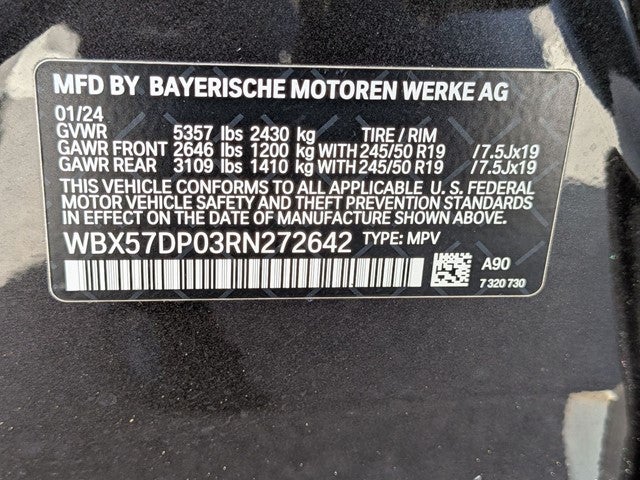 MFD BY BAYERISCHE MOTOREN WERKE AG
01/24
GVWR 5357 lbs 2430 kg TIRE / RIM
GAWR FRONT 2646 lbs 1200 kg WITH 245/50 R19 /7.5Jx19
GAWR REAR 3109 lbs 1410 kg WITH 245/50 R19 /7.5Jx19
THIS VEHICLE CONFORMS TO ALL APPLICABLE U. S. FEDERAL
MOTOR VEHICLE SAFETY AND THEFT PREVENTION
STANDARDS IN EFFECT ON THE DATE OF MANUFACTURE SHOWN ABOVE.
WBX57DP03RN272642 TYPE: MPV
A90
7 320 730